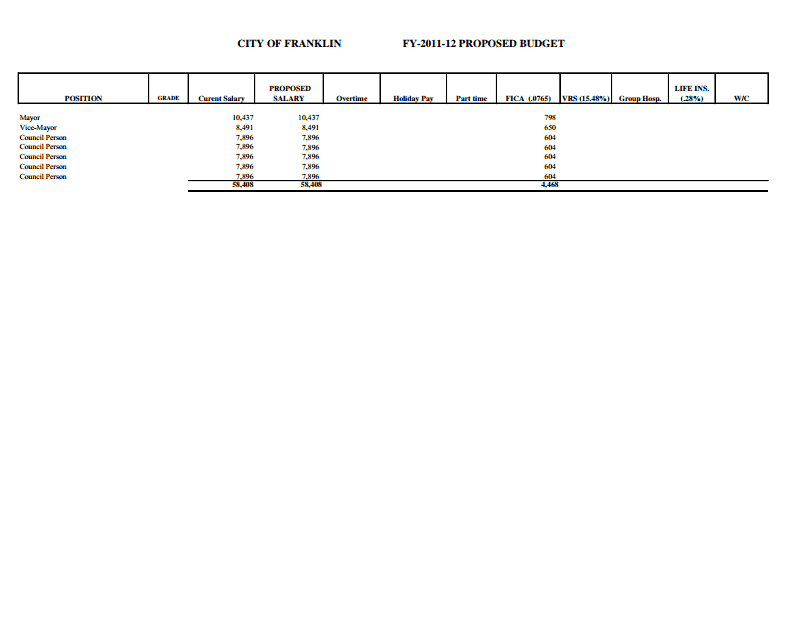 CITY OF FRANKLIN FY-2011-12 PROPOSED BUDGET
POSITION GRADE Curent Salary PROPOSED SALARY Overtime Holiday Pay Part time FICA (.0765) VRS (15.48%) Group Hosp. LIFE INS. (.28%) W/C
Mayor 10,437 10,437 798
Vice-Mayor 8,491 8,491 650
Council Person 7,896 7,896 604
Council Person 7,896 7,896 604
Council Person 7,896 7,896 604
Council Person 7,896 7,896 604
Council Person 7,896 7,896 604
58,408 58,408 4,468